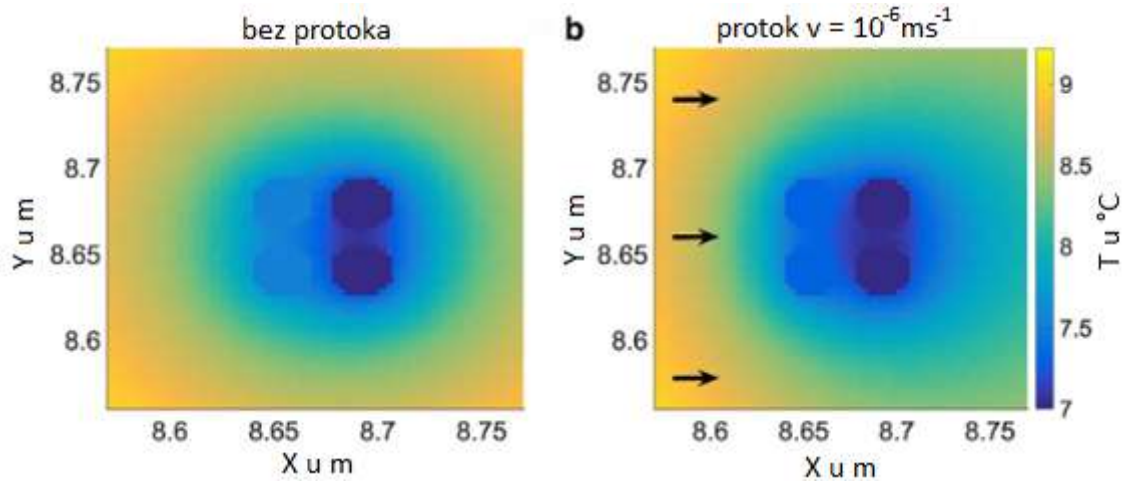 bez protoka
8.75
8.7
8.65
8.6
Y u m
8.6 8.65 8.7 8.75
X u m
b
protok v = 10⁻⁶ms⁻¹
8.75
8.7
8.65
8.6
Y u m
8.6 8.65 8.7 8.75
X u m
9
8.5
8
7.5
7
T u °C